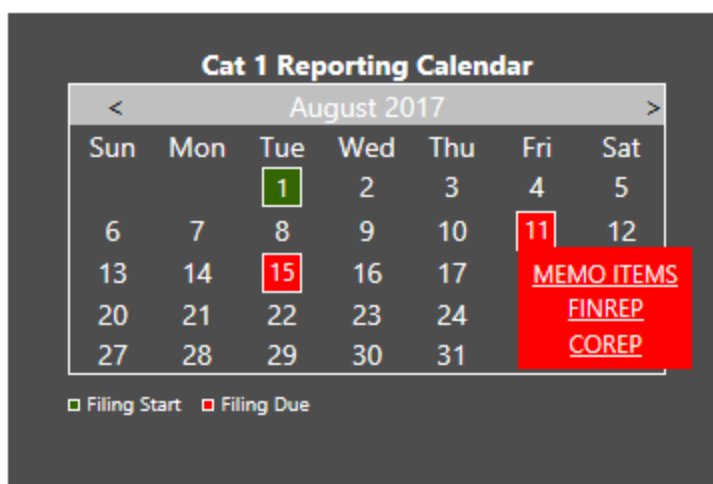 Cat 1 Reporting Calendar
< August 2017 >
Sun Mon Tue Wed Thu Fri Sat
1 2 3 4 5
6 7 8 9 10 11 12
13 14 15 16 17 MEMO ITEMS
20 21 22 23 24 FINREP
27 28 29 30 31 COREP
Filing Start Filing Due